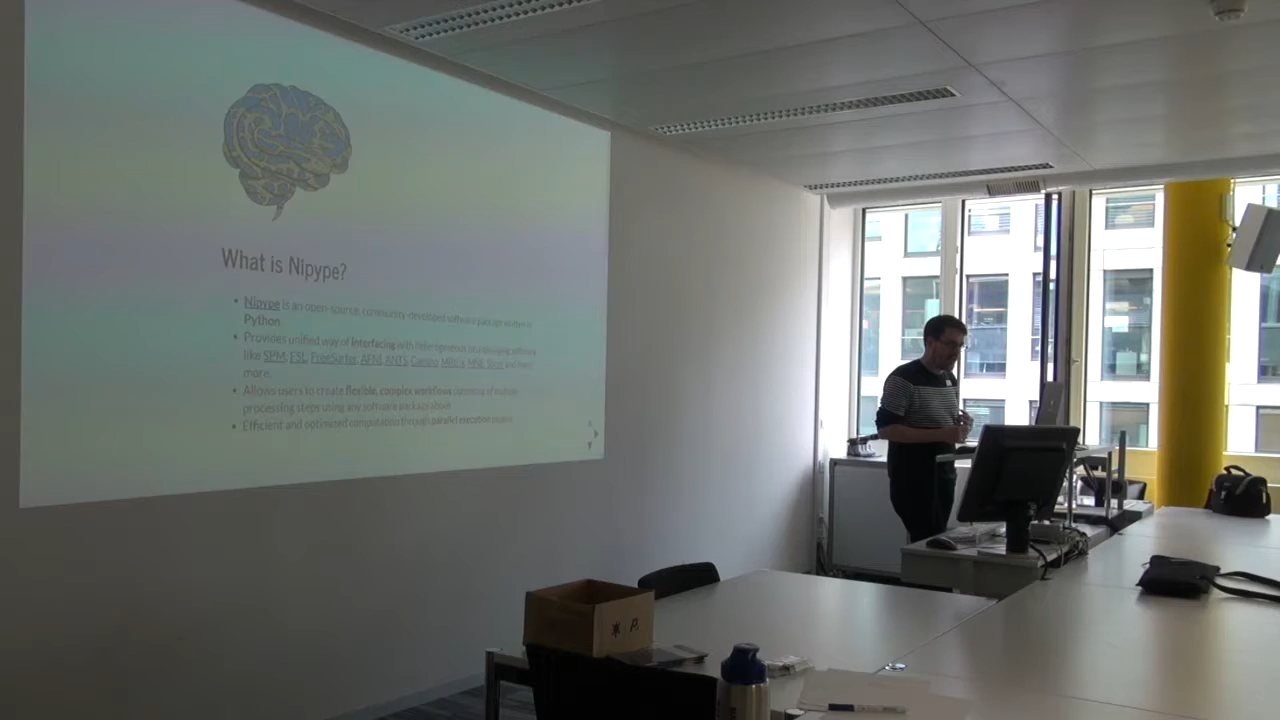 What is Nipype?
• Nipype is an open-source, community-developed software package written in
Python
• Provides unified way of interfacing with heterogeneous neuroimaging software
like SPM, FSL, FreeSurfer, AFNI, ANTS, Camino, MRtrix, MNE, Slicer and many
more.
• Allows users to create flexible, complex workflows consisting of multiple
processing steps using any software package above
• Efficient and optimized computation through parallel execution plugins